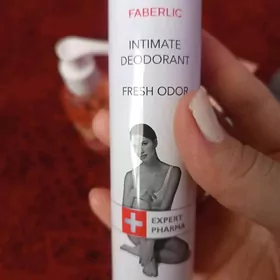 FABERLIC
INTIMATE
DEODORANT
FRESH ODOR
EXPERT
PHARMA